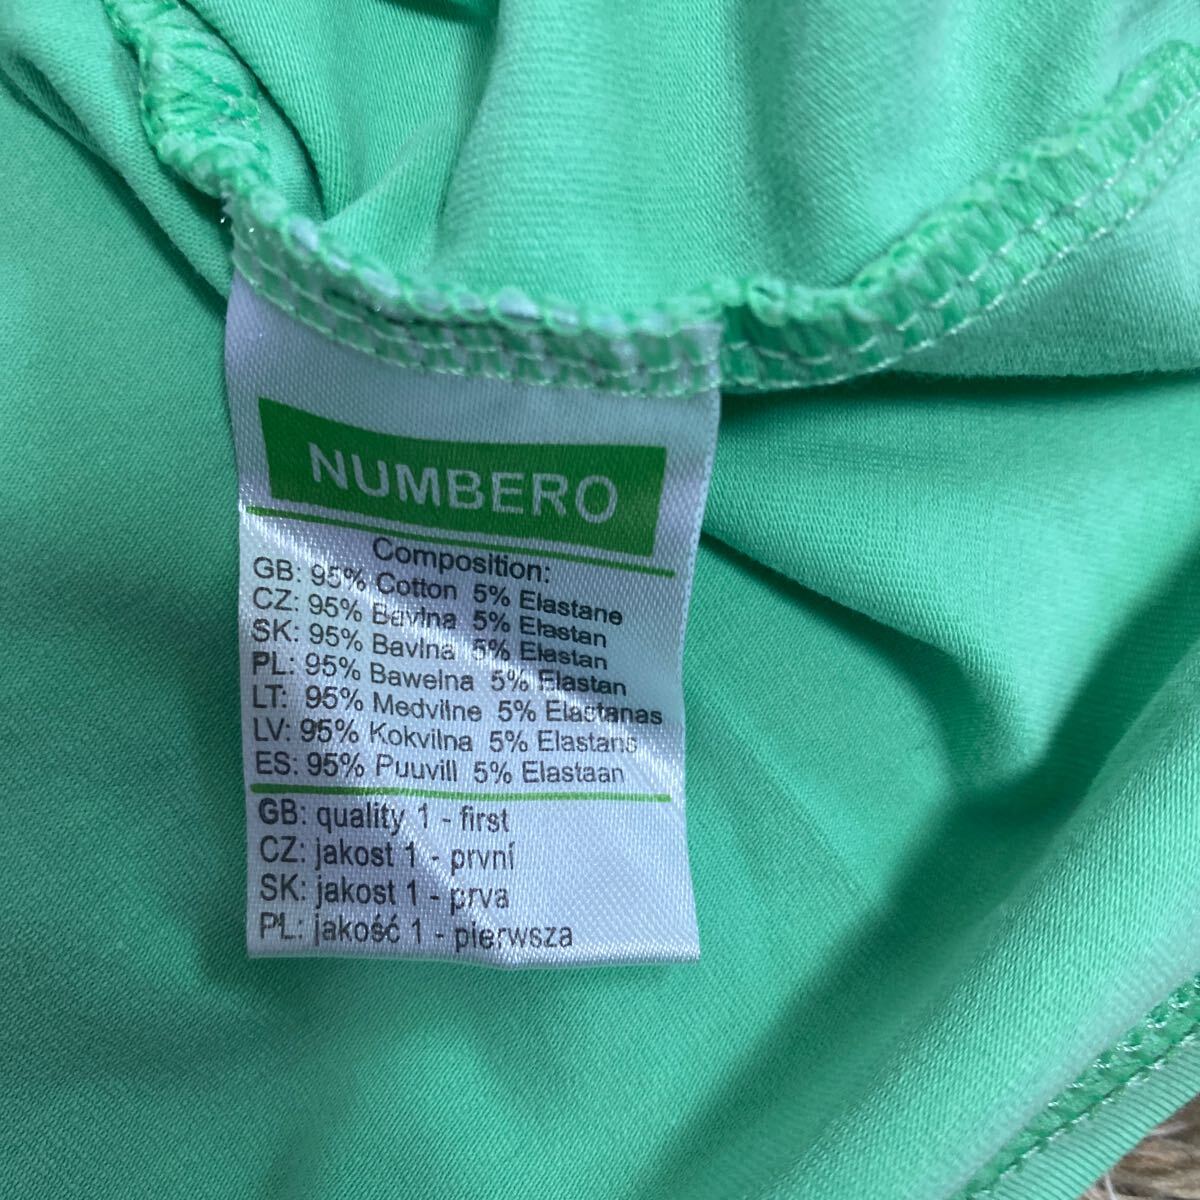 NUMBERO
Composition:
GB: 95% Cotton 5% Elastane
CZ: 95% Bavlna 5% Elastan
SK: 95% Bavlna 5% Elastan
PL: 95% Bawelna 5% Elastan
LT: 95% Medvilne 5% Elastanas
LV: 95% Kokvilna 5% Elastans
ES: 95% Puuvill 5% Elastaan
GB: quality 1 - first
CZ: jakost 1 - první
SK: jakost 1 - prva
PL: jakość 1 - pierwsza